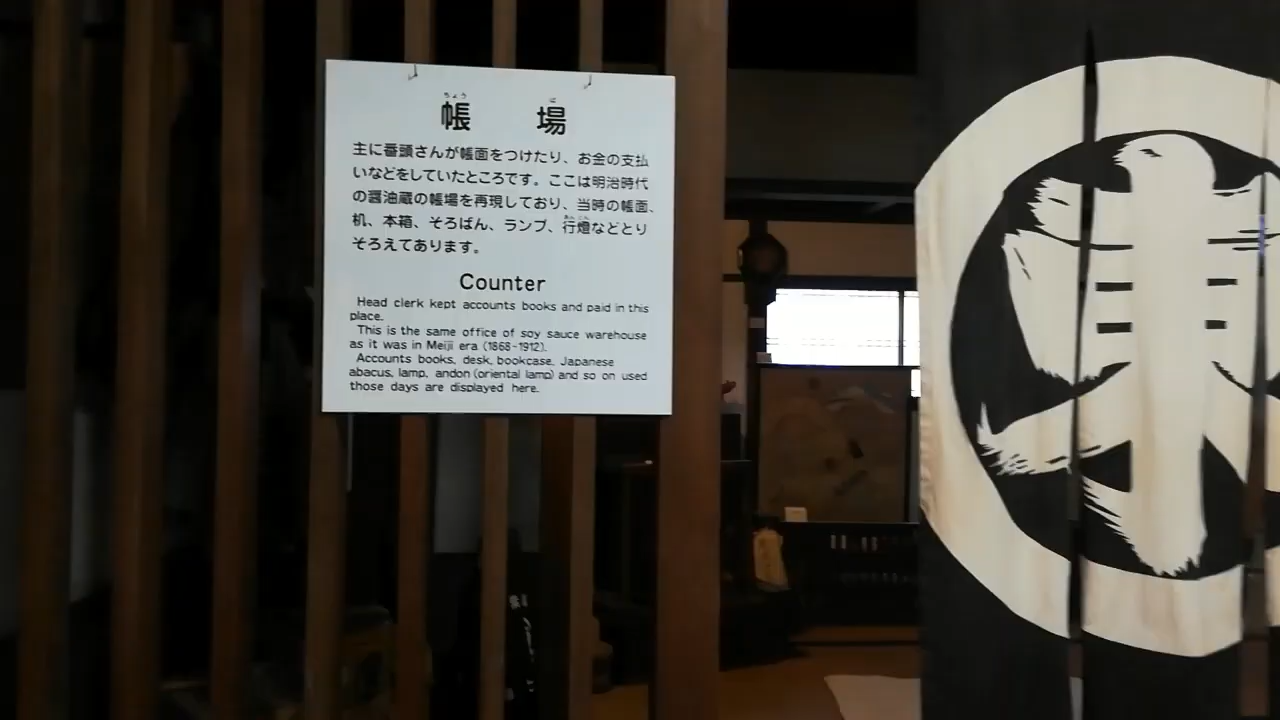 ちょう ば
帳 場
主に番頭さんが帳面をつけたり、お金の支払
いなどをしていたところです。ここは明治時代
の醤油蔵の帳場を再現しており、当時の帳面、
机、本箱、そろばん、ランプ、行燈などとり
そろえてあります。
Counter
Head clerk kept accounts books and paid in this
place.
This is the same office of soy sauce warehouse
as it was in Meiji era (1868-1912).
Accounts books, desk, bookcase, Japanese
abacus, lamp, andon (oriental lamp) and so on used
those days are displayed here.